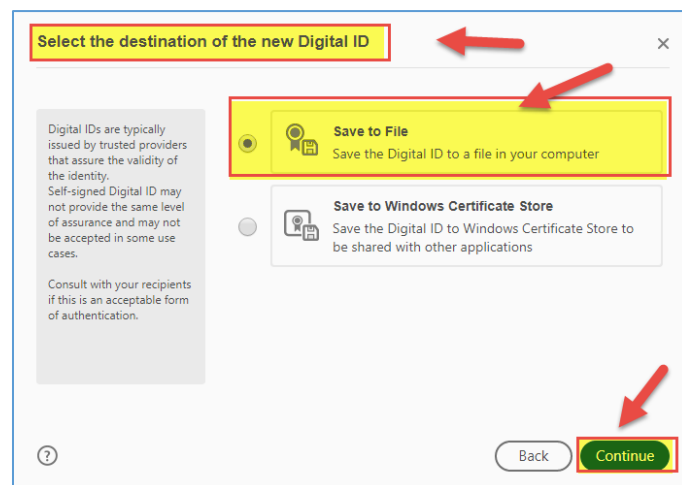 Select the destination of the new Digital ID
Digital IDs are typically
issued by trusted providers
that assure the validity of
the identity.
Self-signed Digital ID may
not provide the same level
of assurance and may not
be accepted in some use
cases.
Consult with your recipients
if this is an acceptable form
of authentication.
Save to File
Save the Digital ID to a file in your computer
Save to Windows Certificate Store
Save the Digital ID to Windows Certificate Store to
be shared with other applications
?
Back
Continue